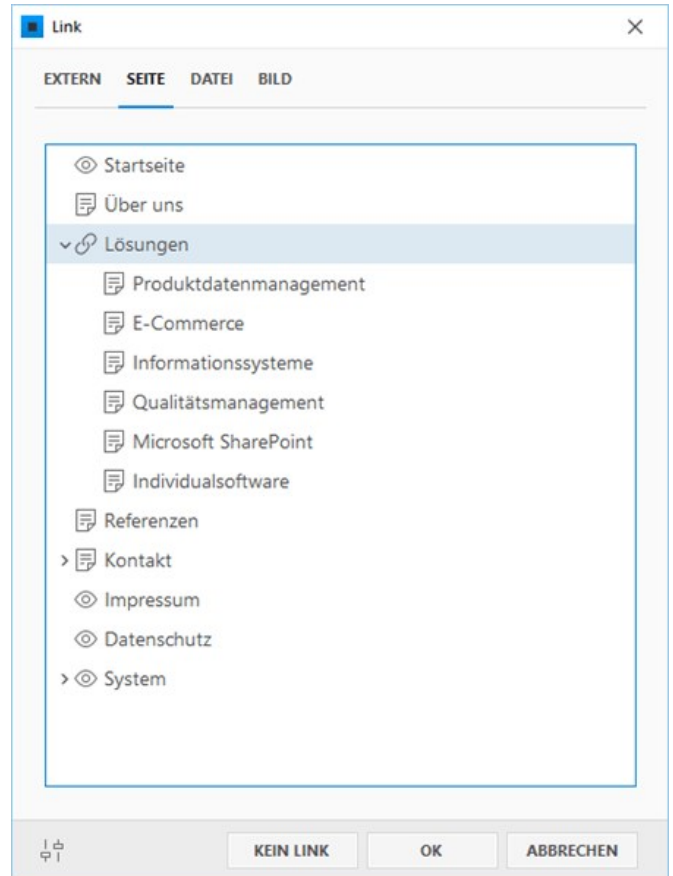 Link
EXTERN SEITE DATEI BILD
Startseite
Über uns
Lösungen
Produktdatenmanagement
E-Commerce
Informationssysteme
Qualitätsmanagement
Microsoft SharePoint
Individualsoftware
Referenzen
Kontakt
Impressum
Datenschutz
System
KEIN LINK OK ABBRECHEN